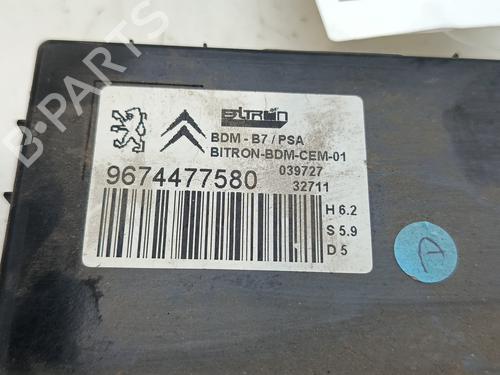 BITRON
BDM - B7 / PSA
BITRON-BDM-CEM-01
039727
9674477580
32711
H 6.2
S 5.9
D 5
B-PARTS